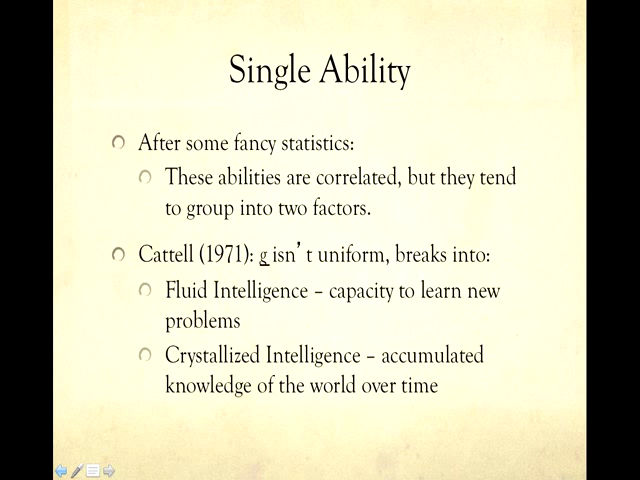 Single Ability
After some fancy statistics:
These abilities are correlated, but they tend
to group into two factors.
Cattell (1971): g isn’t uniform, breaks into:
Fluid Intelligence – capacity to learn new
problems
Crystallized Intelligence – accumulated
knowledge of the world over time